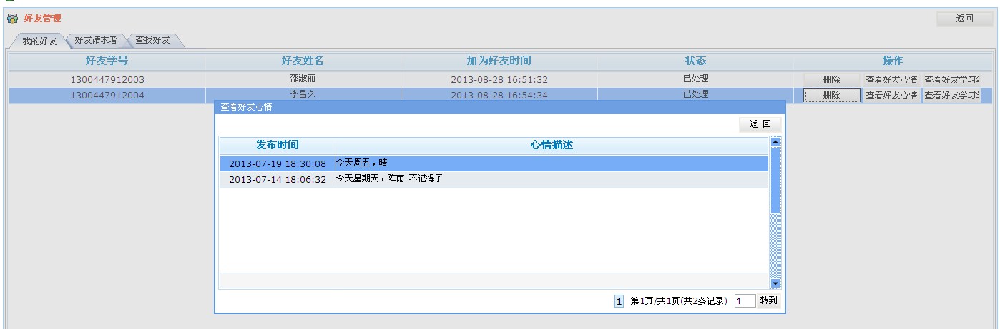 好友管理 返回
我的好友 好友请求者 查找好友
好友学号 好友姓名 加为好友时间 状态 操作
1300447912003 邵淑丽 2013-08-28 16:51:32 已处理 删除 查看好友心情 查看好友学习
1300447912004 李昌久 2013-08-28 16:54:34 已处理 删除 查看好友心情 查看好友学习
查看好友心情
返 回
发布时间 心情描述
2013-07-19 18:30:08 今天周五，晴
2013-07-14 18:06:32 今天星期天，阵雨 不记得了
1 第1页/共1页(共2条记录) 1 转到